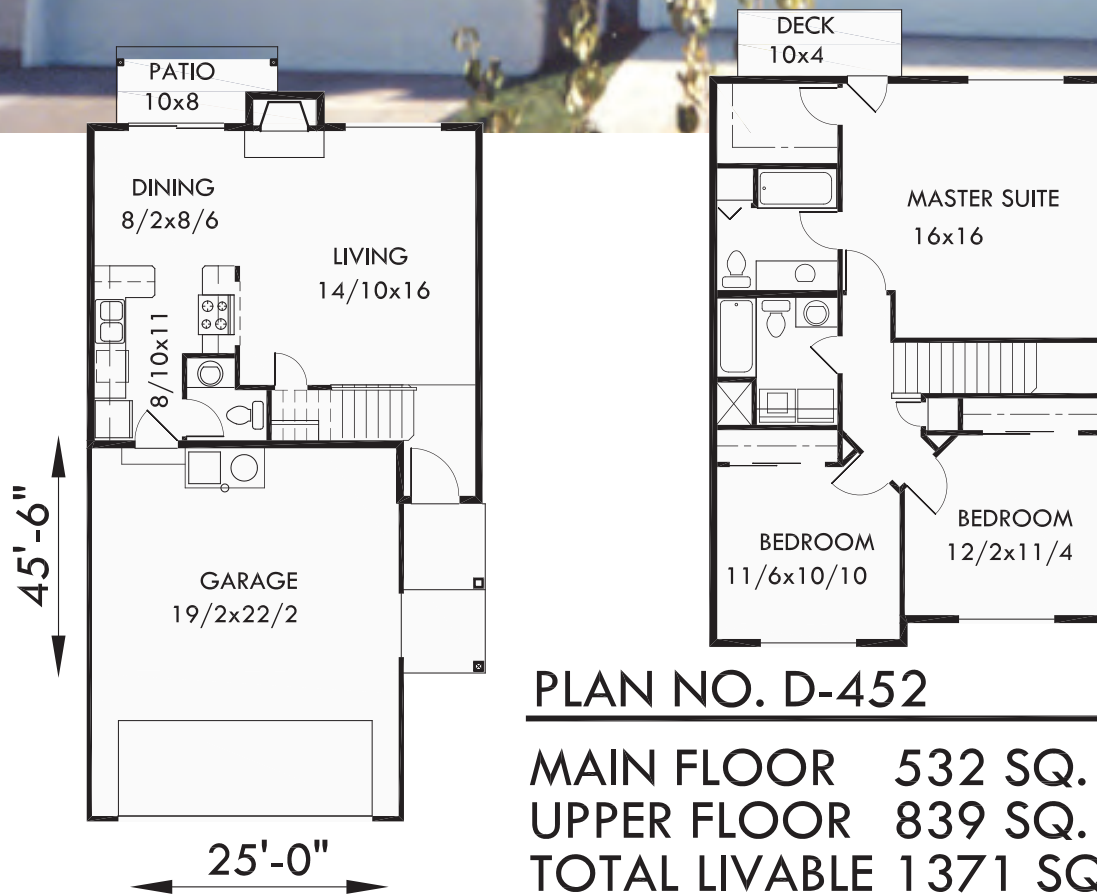 PATIO
10x8
DINING
8/2x8/6
LIVING
14/10x16
8/10x11
GARAGE
19/2x22/2
45'-6"
25'-0"
DECK
10x4
MASTER SUITE
16x16
BEDROOM
11/6x10/10
BEDROOM
12/2x11/4
PLAN NO. D-452
MAIN FLOOR 532 SQ.
UPPER FLOOR 839 SQ.
TOTAL LIVABLE 1371 SQ